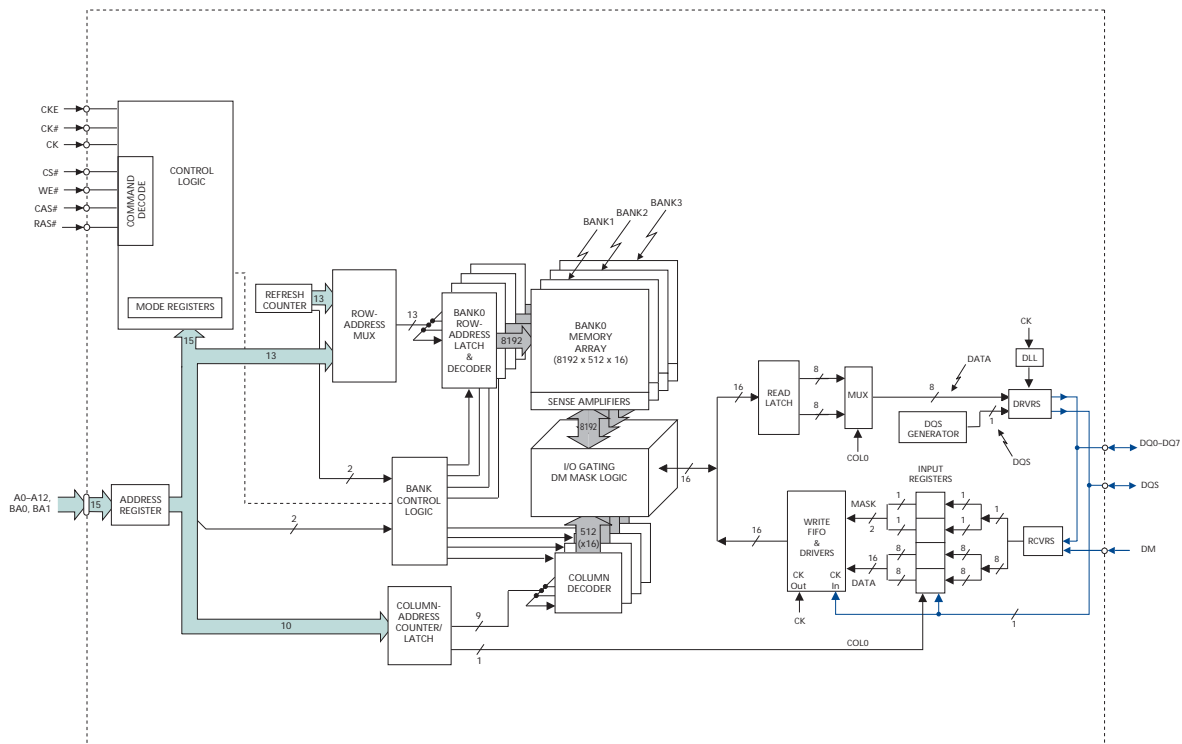 CKE
CK#
CK
CS#
WE#
CAS#
RAS#
COMMAND
DECODE
CONTROL
LOGIC
MODE REGISTERS
15
13
REFRESH
COUNTER
13
ROW-
ADDRESS
MUX
13
BANK0
ROW-
ADDRESS
LATCH
&
DECODER
8192
BANK1
BANK2
BANK3
BANK0
MEMORY
ARRAY
(8192 x 512 x 16)
SENSE AMPLIFIERS
8192
I/O GATING
DM MASK LOGIC
16
512
(x16)
COLUMN
DECODER
A0–A12,
BA0, BA1
15
ADDRESS
REGISTER
2
2
BANK
CONTROL
LOGIC
10
COLUMN-
ADDRESS
COUNTER/
LATCH
9
1
COL0
16
READ
LATCH
8
8
MUX
COL0
8
DATA
DQS
GENERATOR
1
DQS
CK
DLL
DRVRS
DQ0–DQ7
DQS
DM
16
WRITE
FIFO
&
DRIVERS
CK
Out
CK
In
CK
MASK
2
16
DATA
INPUT
REGISTERS
1
1
8
8
1
1
8
8
1
8
RCVRS
1